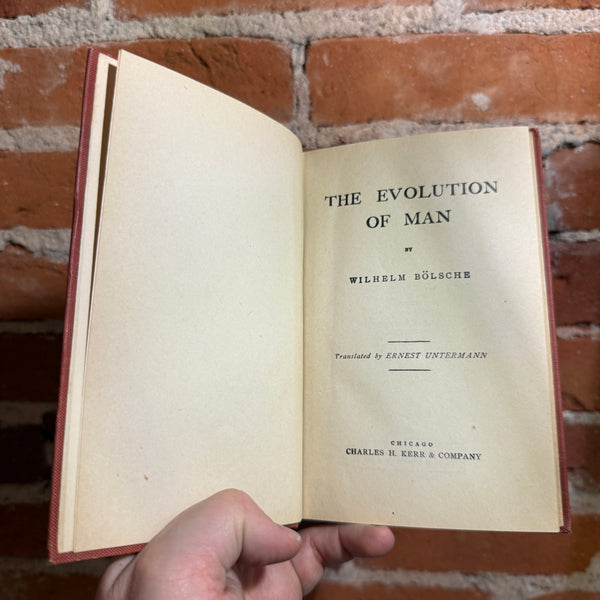 THE EVOLUTION
OF MAN
BY
WILHELM BÖLSCHE
Translated by ERNEST UNTERMANN
CHICAGO
CHARLES H. KERR & COMPANY